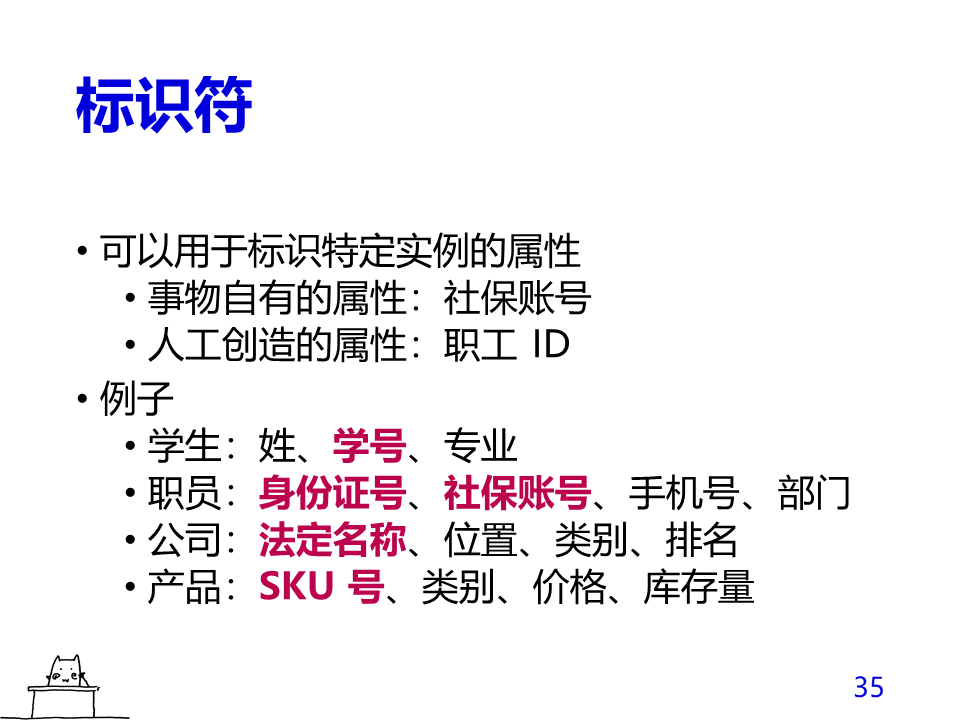 标识符
• 可以用于标识特定实例的属性
• 事物自有的属性：社保账号
• 人工创造的属性：职工 ID
• 例子
• 学生：姓、学号、专业
• 职员：身份证号、社保账号、手机号、部门
• 公司：法定名称、位置、类别、排名
• 产品：SKU 号、类别、价格、库存量
35